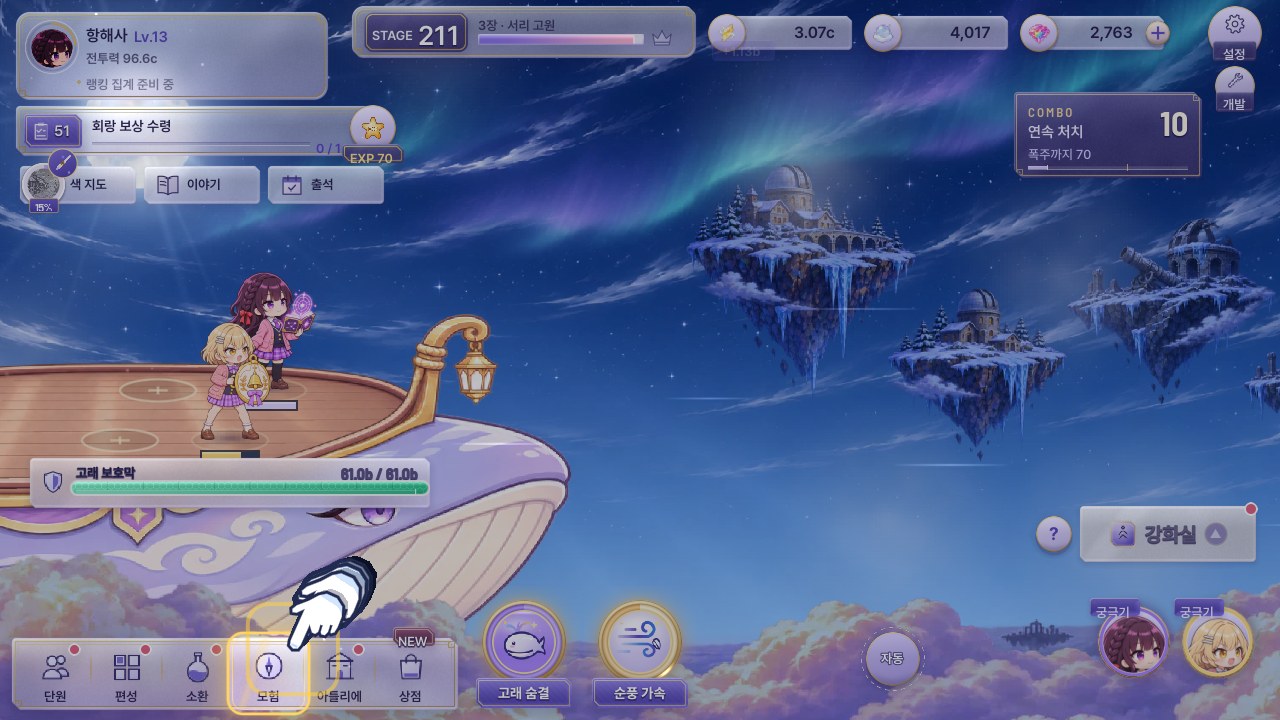 항해사 Lv.13
전투력 96.6c
* 랭킹 집계 준비 중
STAGE 211
3장 · 서리 고원
3.07c
4,017
2,763
설정
개발
51
회랑 보상 수령
0 / 1
EXP 70
COMBO
연속 처치
10
폭주까지 70
색 지도
15%
이야기
출석
고래 보호막
61.0b / 61.0b
?
강화실
궁극기
궁극기
자동
NEW
단원
편성
소환
모험
아틀리에
상점
고래 숨결
순풍 가속